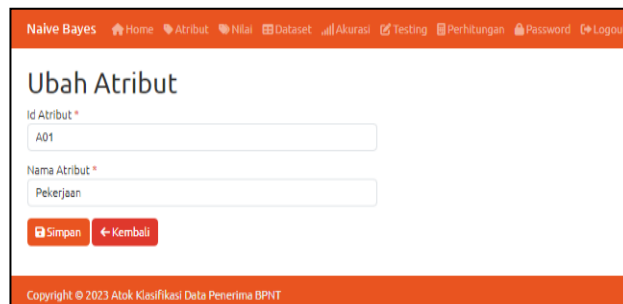 Naive Bayes Home Atribut Nilai Dataset Akurasi Testing Perhitungan Password Logout
Ubah Atribut
Id Atribut *
A01
Nama Atribut *
Pekerjaan
Simpan Kembali
Copyright © 2023 Atok Klasifikasi Data Penerima BPNT